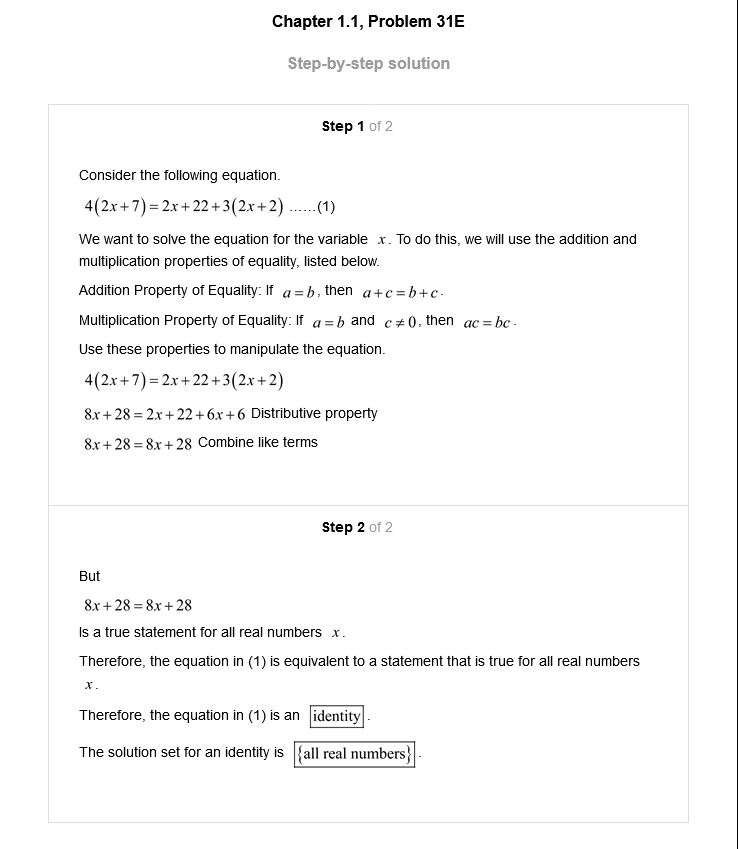 Chapter 1.1, Problem 31E
Step-by-step solution
Step 1 of 2
Consider the following equation.
4(2x+7)=2x+22+3(2x+2) ......(1)
We want to solve the equation for the variable x. To do this, we will use the addition and
multiplication properties of equality, listed below.
Addition Property of Equality: If a=b, then a+c=b+c.
Multiplication Property of Equality: If a=b and c≠0, then ac=bc.
Use these properties to manipulate the equation.
4(2x+7)=2x+22+3(2x+2)
8x+28=2x+22+6x+6 Distributive property
8x+28=8x+28 Combine like terms
Step 2 of 2
But
8x+28=8x+28
Is a true statement for all real numbers x.
Therefore, the equation in (1) is equivalent to a statement that is true for all real numbers
x.
Therefore, the equation in (1) is an identity.
The solution set for an identity is {all real numbers}.